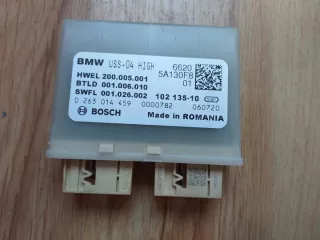 BMW USS-04 HIGH 6620
HWEL 200.005.001 5A130F8
BTLD 001.006.010 01
SWFL 001.026.002 102 135-10
0 263 014 459 0000782 060720
BOSCH Made in ROMANIA